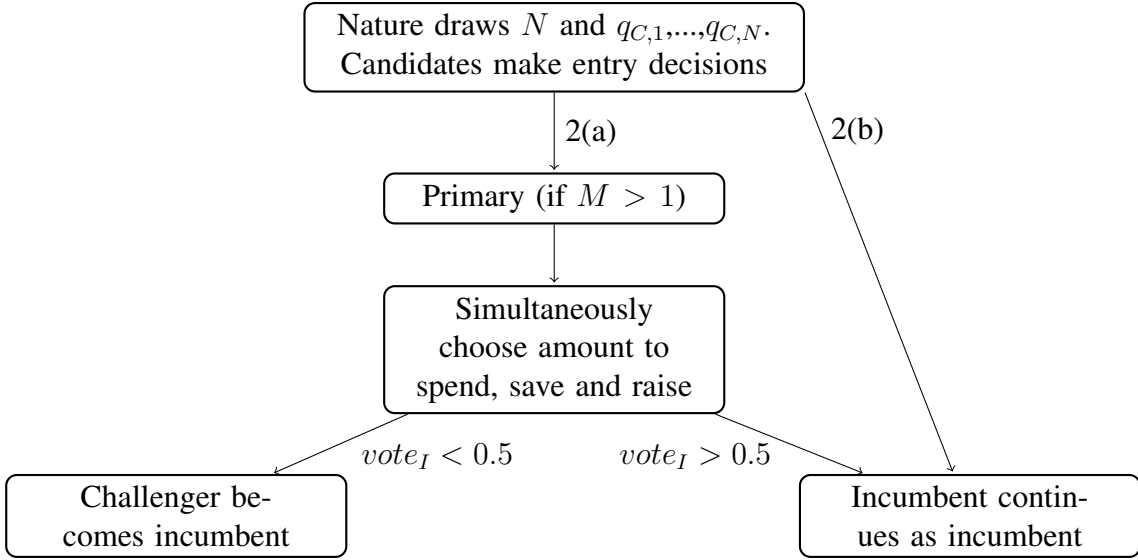 Nature draws N and q_{C,1},...,q_{C,N}.
Candidates make entry decisions
2(a)
2(b)
Primary (if M > 1)
Simultaneously
choose amount to
spend, save and raise
vote_I < 0.5
vote_I > 0.5
Challenger be-
comes incumbent
Incumbent contin-
ues as incumbent